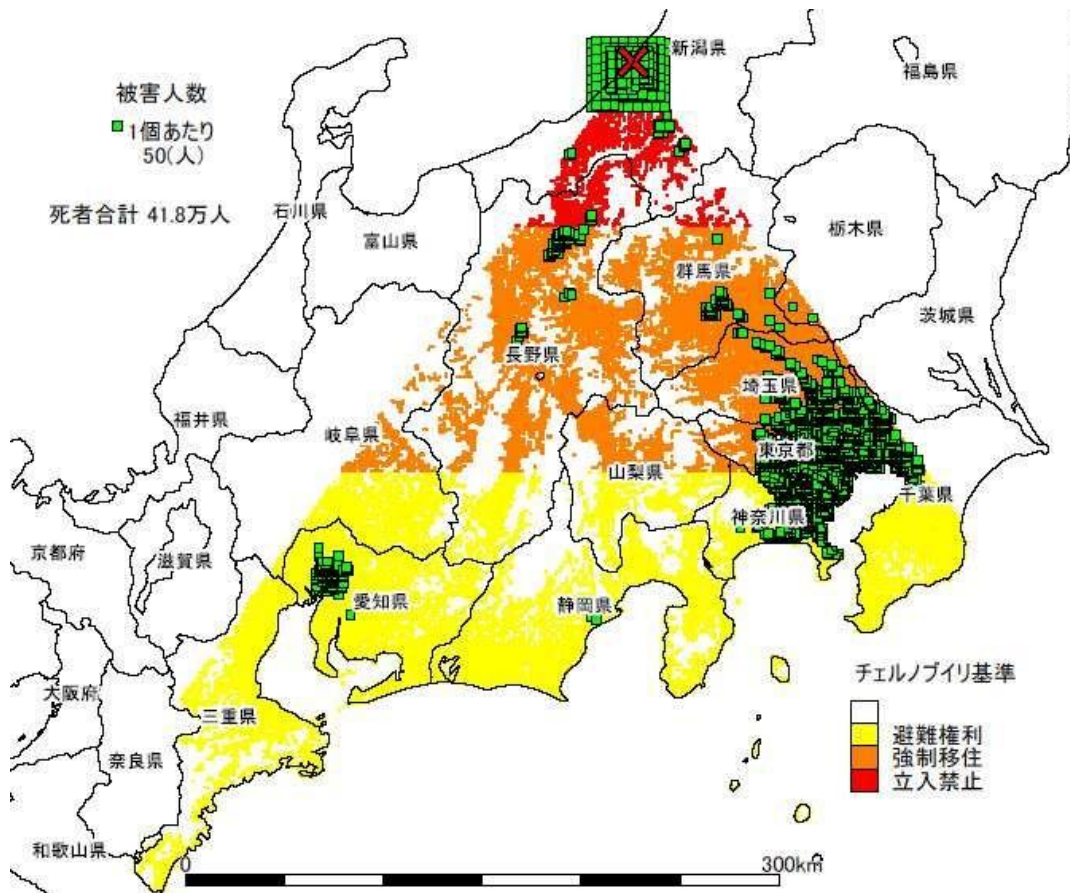 新潟県
福島県
被害人数
1個あたり
50(人)
死者合計 41.8万人
石川県
富山県
栃木県
群馬県
茨城県
長野県
埼玉県
福井県
岐阜県
東京都
山梨県
千葉県
神奈川県
京都府
滋賀県
愛知県
静岡県
チェルノブイリ基準
大阪府
三重県
避難権利
奈良県
強制移住
立入禁止
和歌山県
0
300km